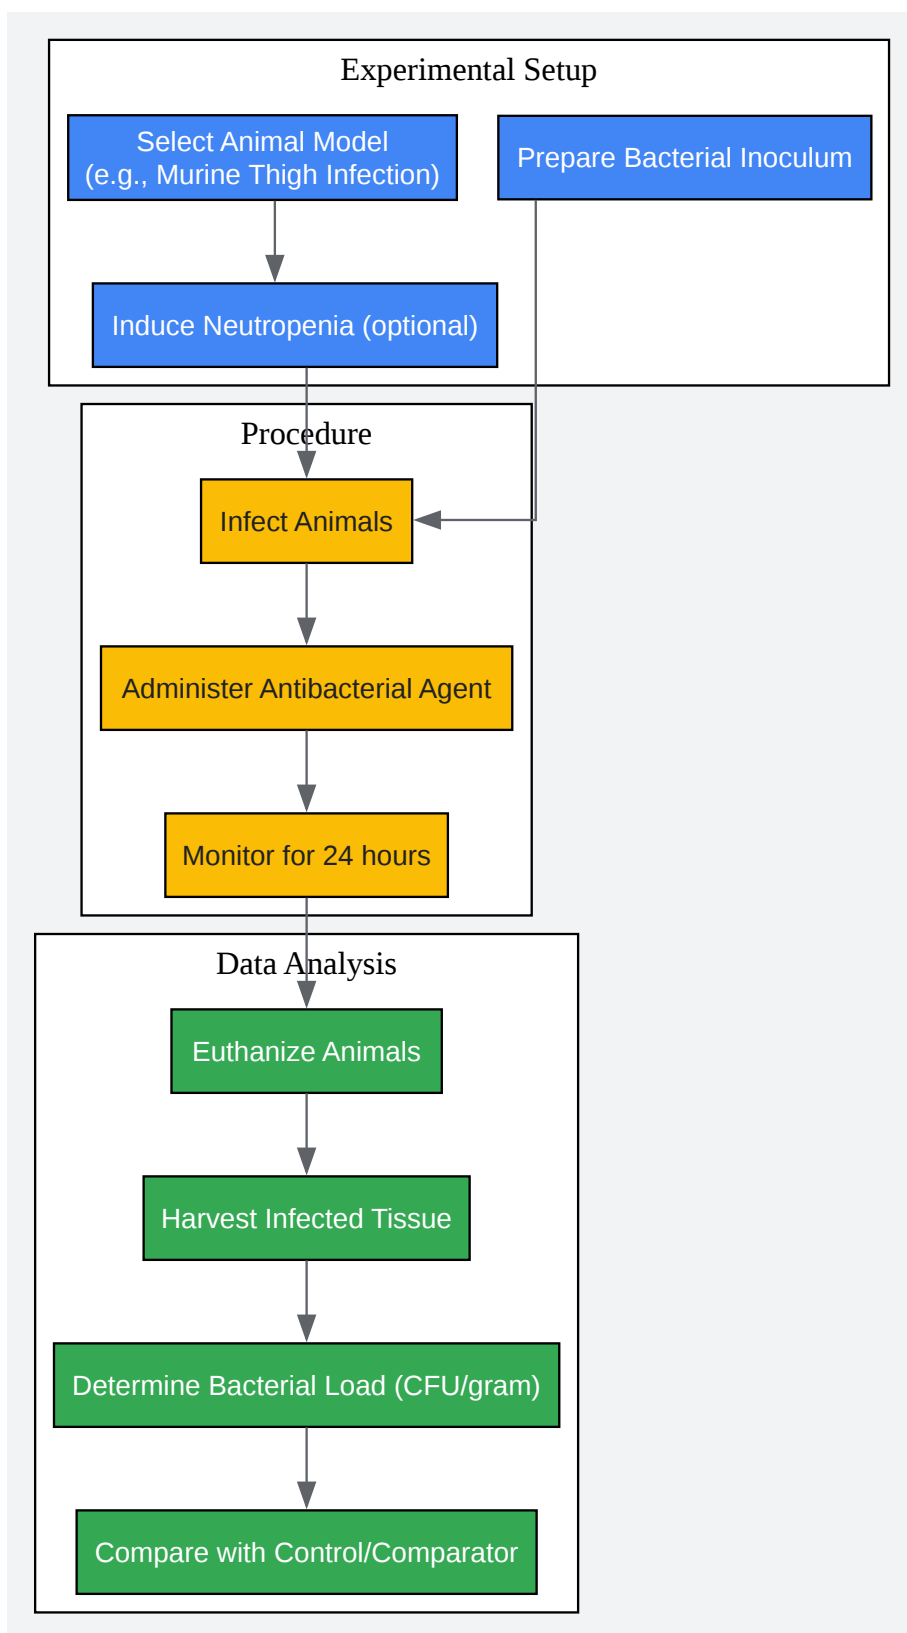 Experimental Setup
Select Animal Model
(e.g., Murine Thigh Infection)
Prepare Bacterial Inoculum
Induce Neutropenia (optional)
Procedure
Infect Animals
Administer Antibacterial Agent
Monitor for 24 hours
Data Analysis
Euthanize Animals
Harvest Infected Tissue
Determine Bacterial Load (CFU/gram)
Compare with Control/Comparator